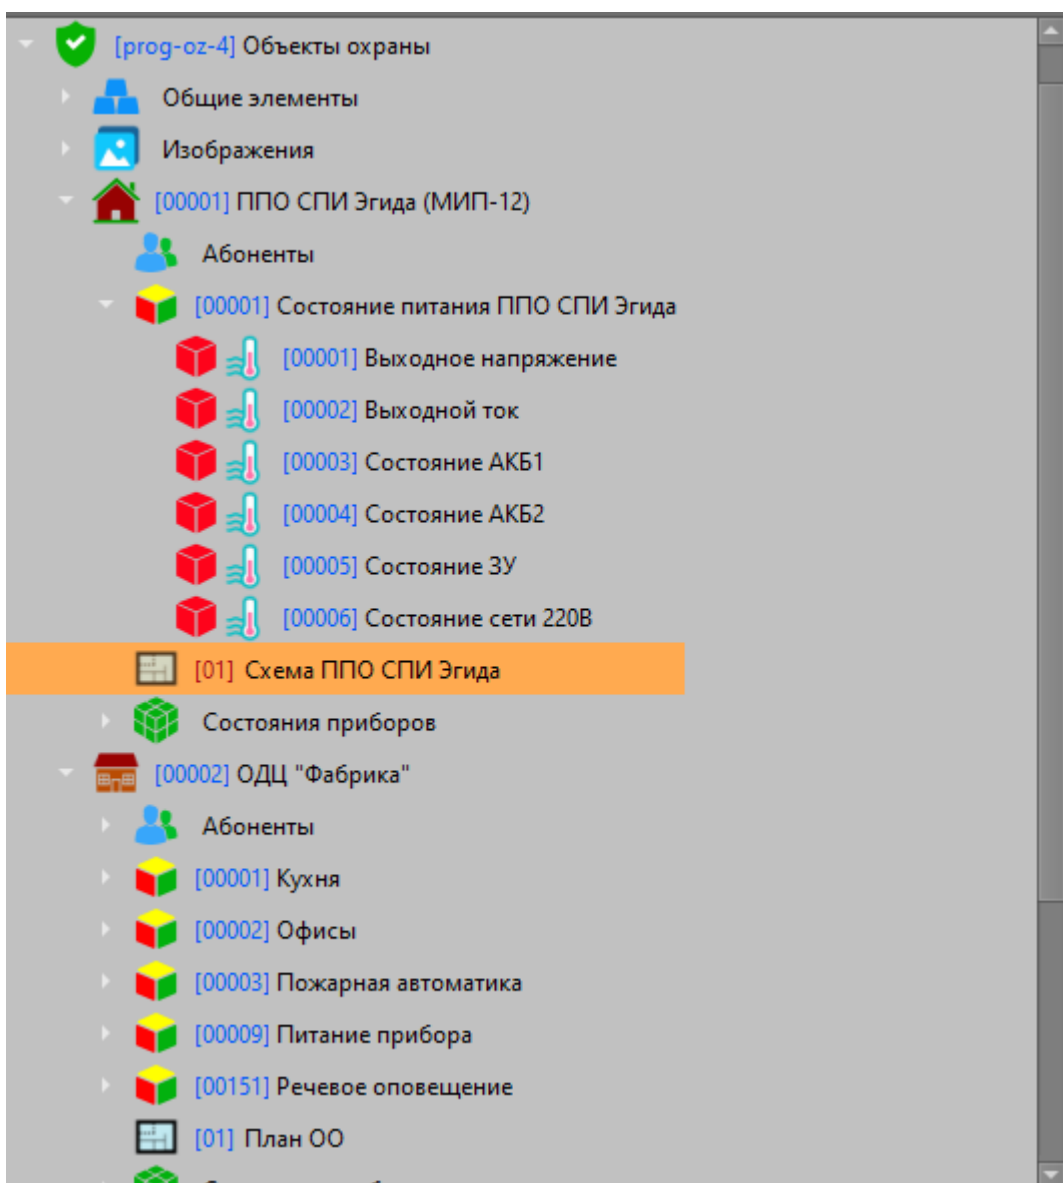 [prog-oz-4] Объекты охраны
Общие элементы
Изображения
[00001] ППО СПИ Эгида (МИП-12)
Абоненты
[00001] Состояние питания ППО СПИ Эгида
[00001] Выходное напряжение
[00002] Выходной ток
[00003] Состояние АКБ1
[00004] Состояние АКБ2
[00005] Состояние ЗУ
[00006] Состояние сети 220В
[01] Схема ППО СПИ Эгида
Состояния приборов
[00002] ОДЦ "Фабрика"
Абоненты
[00001] Кухня
[00002] Офисы
[00003] Пожарная автоматика
[00009] Питание прибора
[00151] Речевое оповещение
[01] План ОО